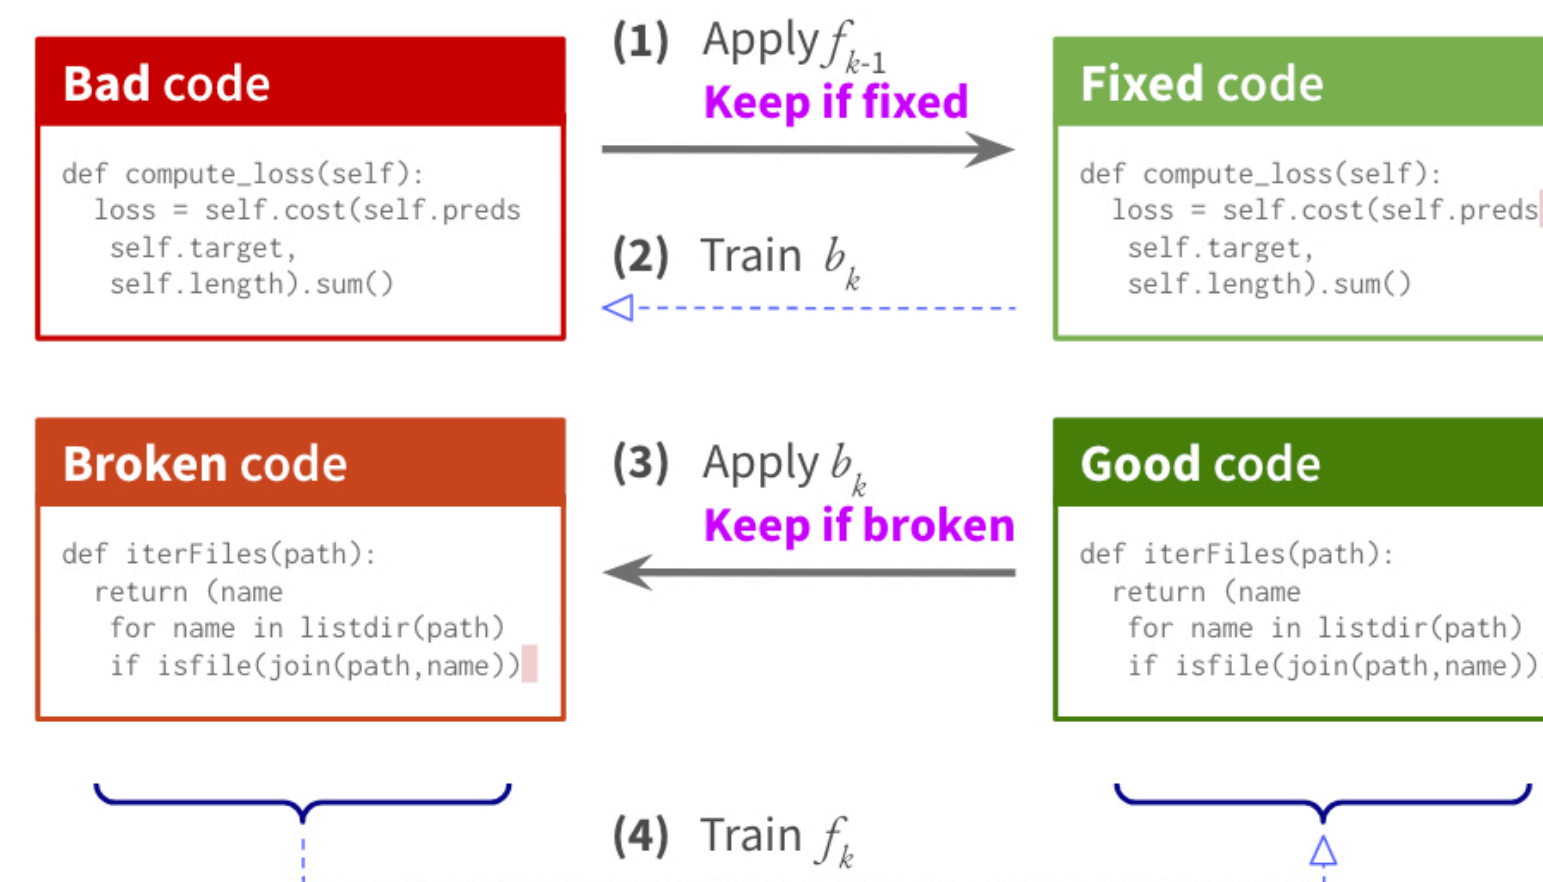 Bad code
def compute_loss(self):
loss = self.cost(self.preds
self.target,
self.length).sum()
(1) Apply f_{k-1}
Keep if fixed
(2) Train b_k
Fixed code
def compute_loss(self):
loss = self.cost(self.preds
self.target,
self.length).sum()
Broken code
def iterFiles(path):
return (name
for name in listdir(path)
if isfile(join(path,name))
(3) Apply b_k
Keep if broken
Good code
def iterFiles(path):
return (name
for name in listdir(path)
if isfile(join(path,name))
(4) Train f_k